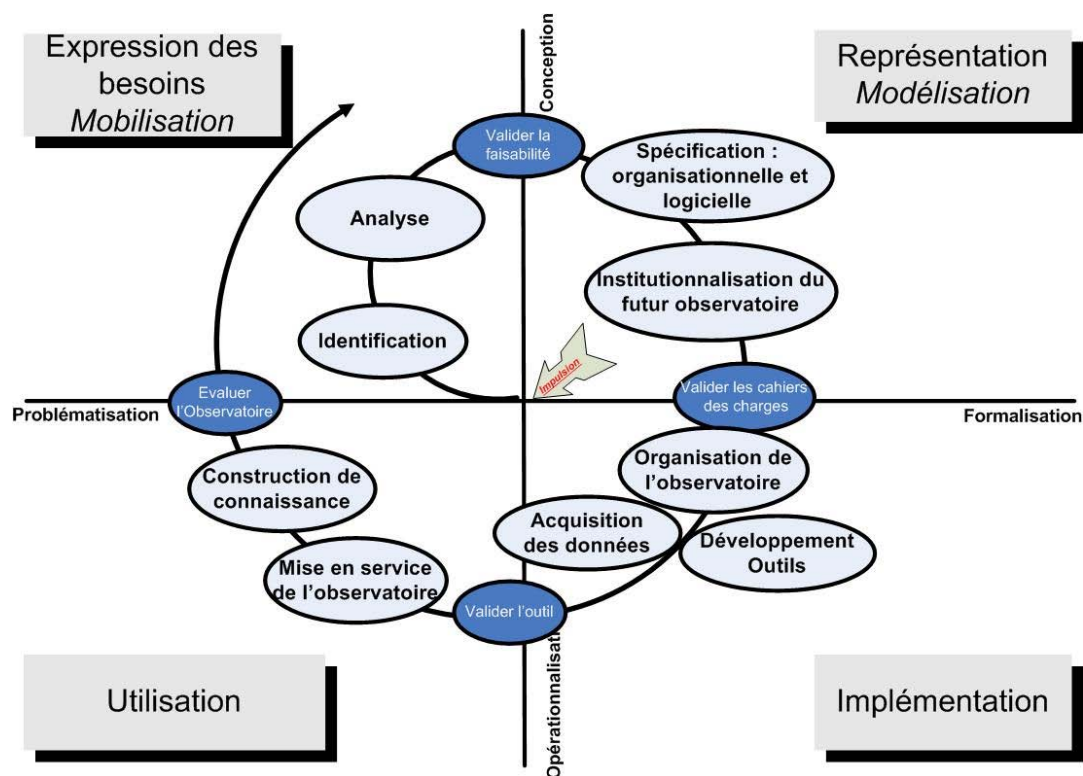 Expression des
besoins
Mobilisation
Conception
Représentation
Modélisation
Valider la
faisabilité
Spécification :
organisationnelle et
logicielle
Analyse
Institutionnalisation du
futur observatoire
Identification
Impulsion
Evaluer
l'Observatoire
Valider les cahiers
des charges
Problématisation
Formalisation
Construction de
connaissance
Organisation de
l'observatoire
Acquisition
des données
Développement
Outils
Mise en service
de l'observatoire
Valider l'outil
Opérationnalisati
Utilisation
Implémentation